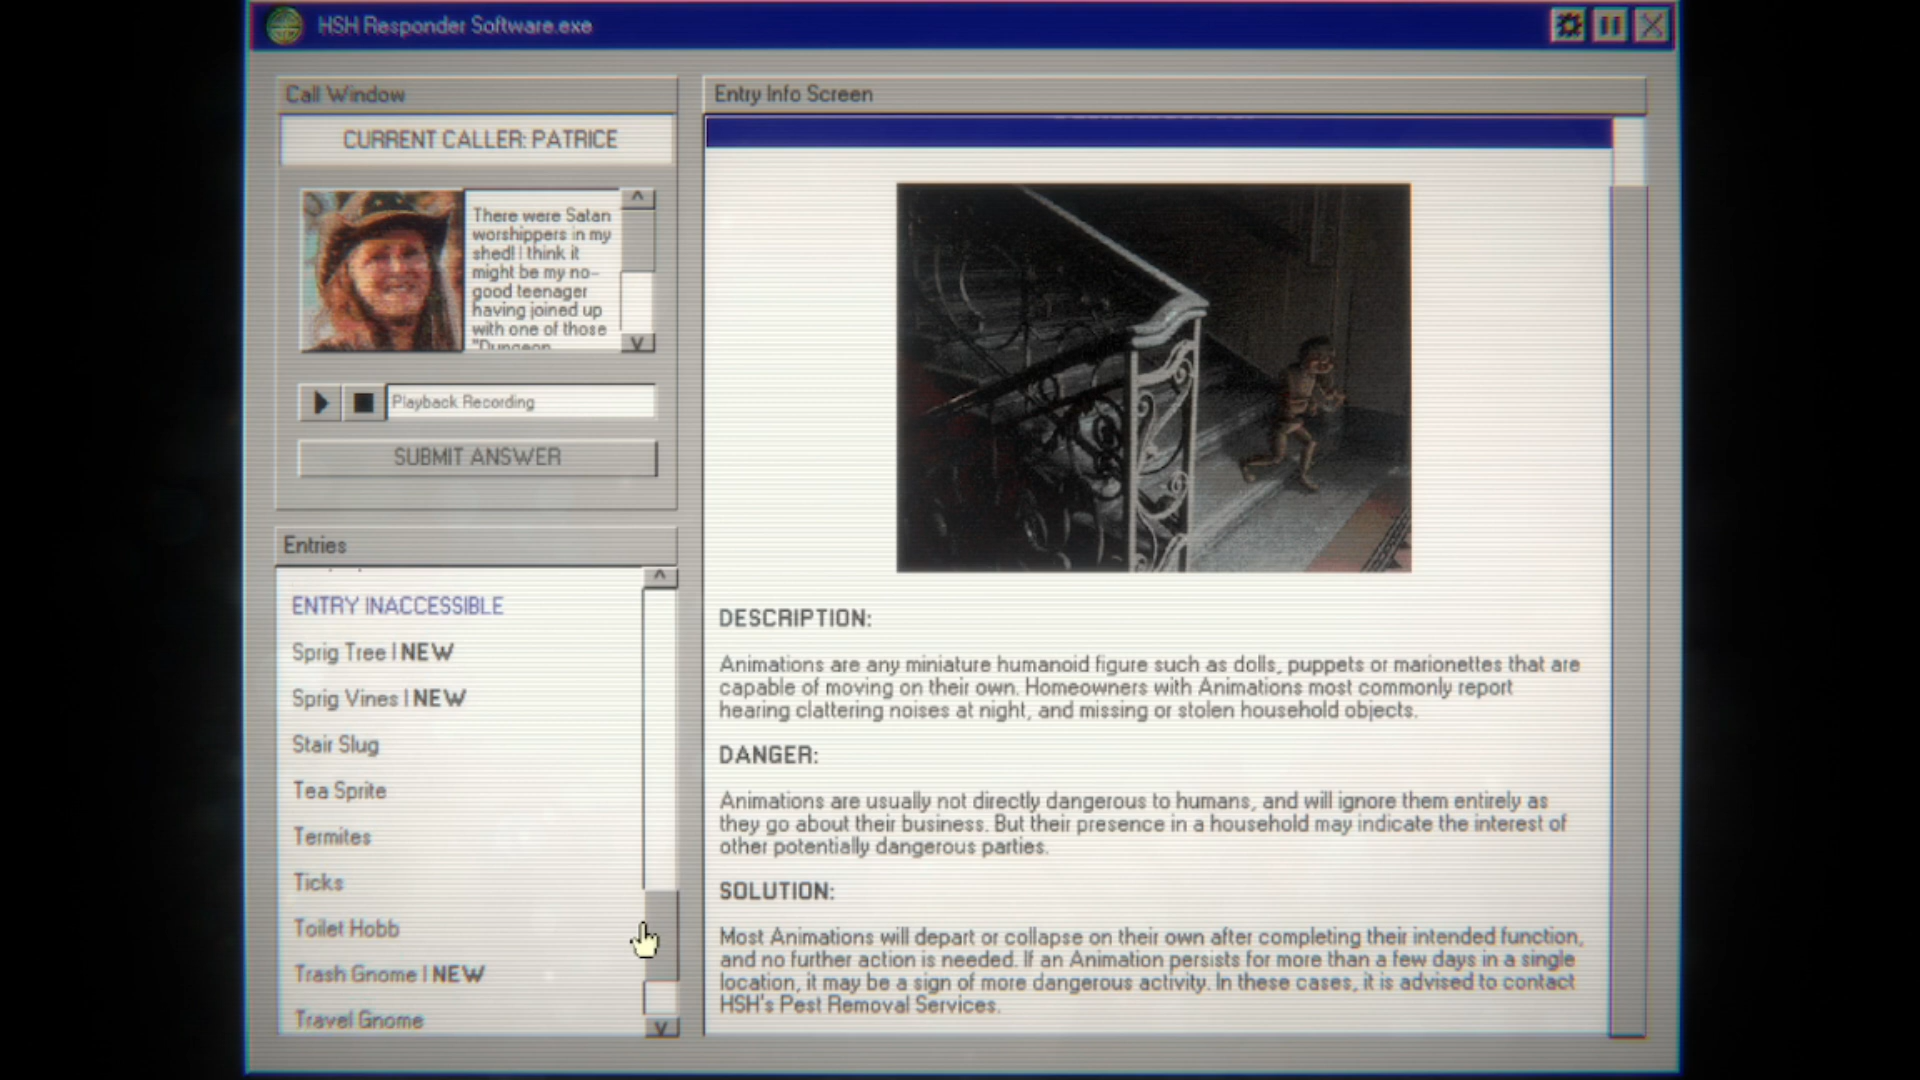 HSH Responder Software.exe
Call Window
CURRENT CALLER: PATRICE
There were Satan
worshippers in my
shed! I think it
might be my no-
good teenager
having joined up
with one of those
"Dungeon
Playback Recording
SUBMIT ANSWER
Entries
ENTRY INACCESSIBLE
Sprig Tree | NEW
Sprig Vines | NEW
Stair Slug
Tea Sprite
Termites
Ticks
Toilet Hobb
Trash Gnome | NEW
Travel Gnome
Entry Info Screen
DESCRIPTION:
Animations are any miniature humanoid figure such as dolls, puppets or marionettes that are
capable of moving on their own. Homeowners with Animations most commonly report
hearing clattering noises at night, and missing or stolen household objects.
DANGER:
Animations are usually not directly dangerous to humans, and will ignore them entirely as
they go about their business. But their presence in a household may indicate the interest of
other potentially dangerous parties.
SOLUTION:
Most Animations will depart or collapse on their own after completing their intended function,
and no further action is needed. If an Animation persists for more than a few days in a single
location, it may be a sign of more dangerous activity. In these cases, it is advised to contact
HSH's Pest Removal Services.